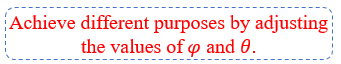 Achieve different purposes by adjusting
the values of φ and θ.